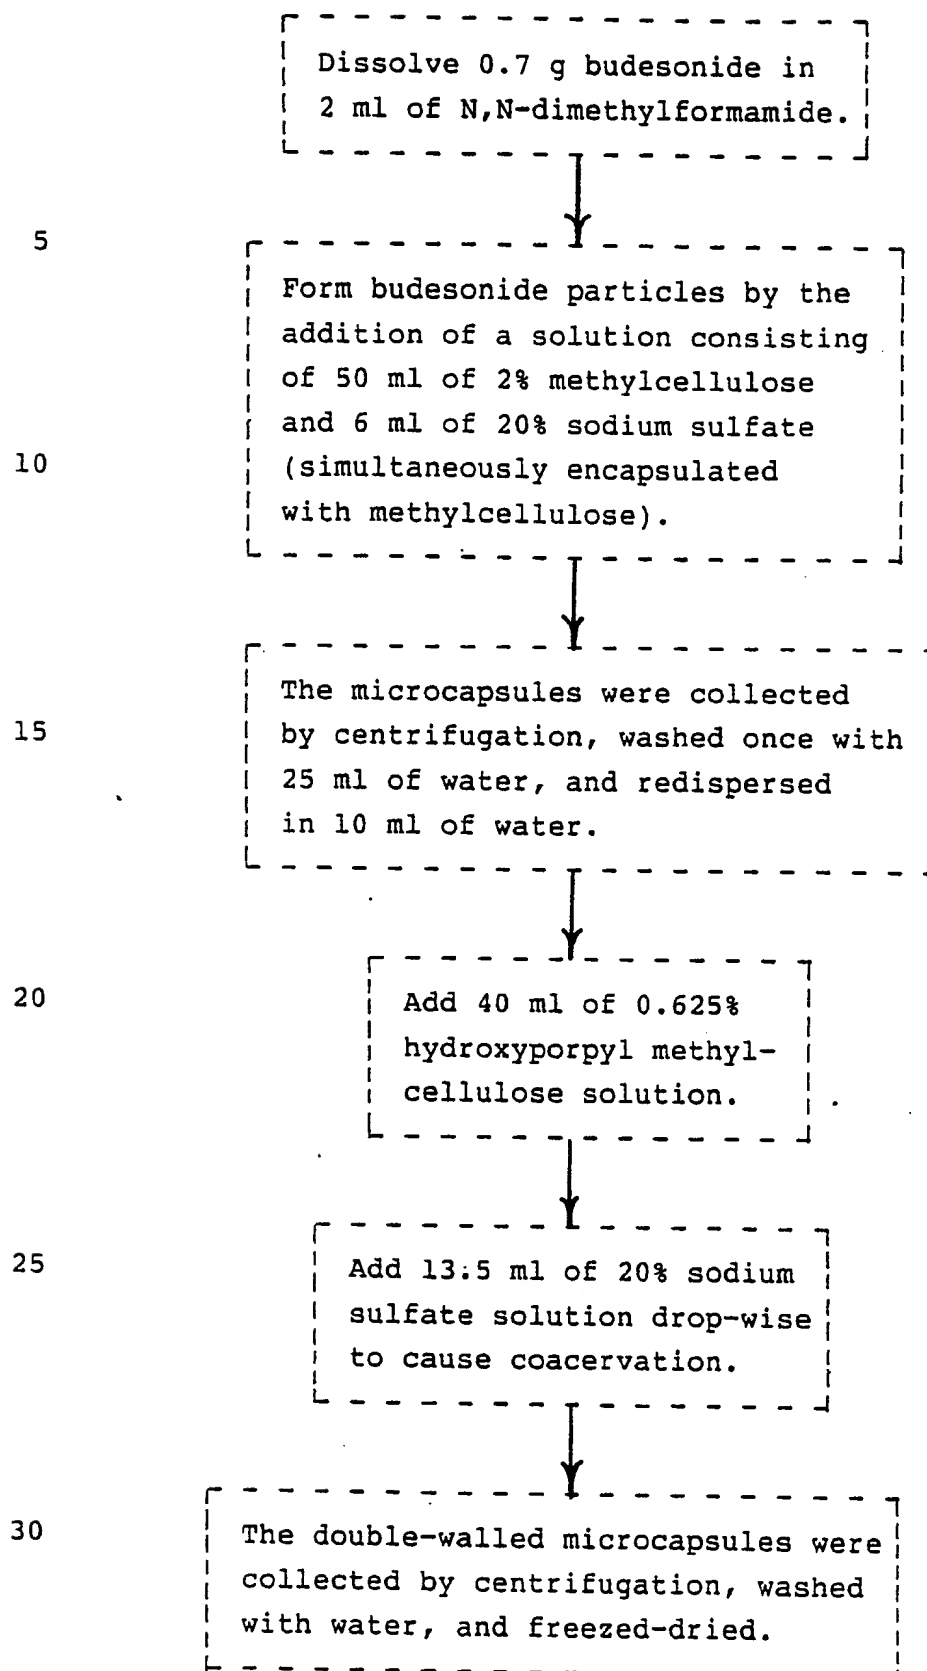 Dissolve 0.7 g budesonide in
2 ml of N,N-dimethylformamide.
5
Form budesonide particles by the
addition of a solution consisting
of 50 ml of 2% methylcellulose
and 6 ml of 20% sodium sulfate
10
(simultaneously encapsulated
with methylcellulose).
The microcapsules were collected
15
by centrifugation, washed once with
25 ml of water, and redispersed
in 10 ml of water.
20
Add 40 ml of 0.625%
hydroxyporpyl methyl-
cellulose solution.
25
Add 13.5 ml of 20% sodium
sulfate solution drop-wise
to cause coacervation.
30
The double-walled microcapsules were
collected by centrifugation, washed
with water, and freezed-dried.